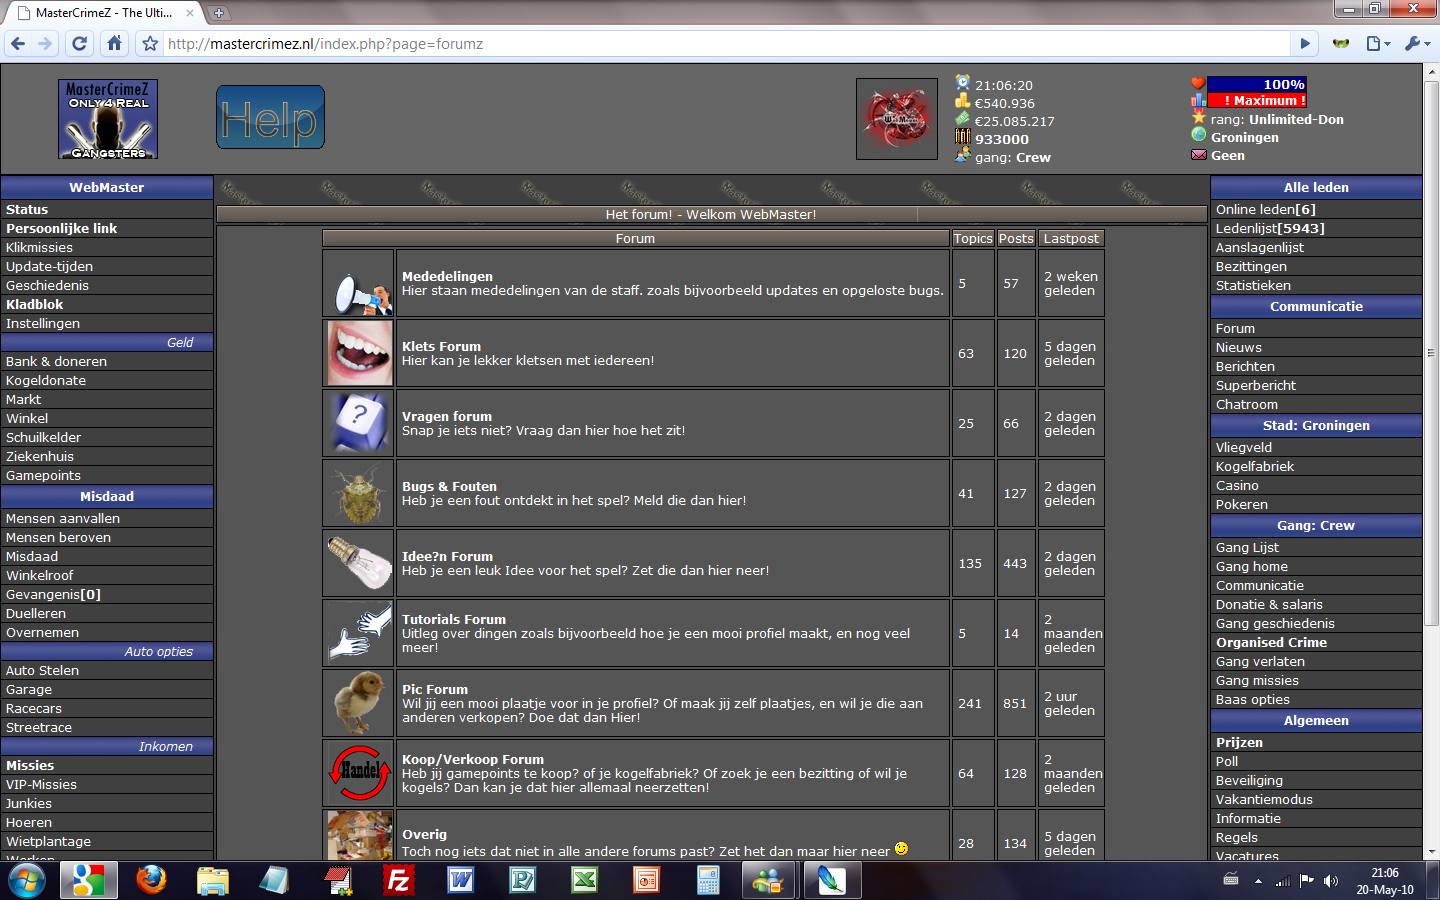 MasterCrimeZ - The Ulti...
http://mastercrimez.nl/index.php?page=forumz
MasterCrimeZ
ONLY 4 REAL
GANGSTERS
Help
21:06:20
€540.936
€25.085.217
933000
gang: Crew
100%
! Maximum !
rang: Unlimited-Don
Groningen
Geen
WebMaster
Status
Persoonlijke link
Klikmissies
Update-tijden
Geschiedenis
Kladblok
Instellingen
Geld
Bank & doneren
Kogeldonate
Markt
Winkel
Schuilkelder
Ziekenhuis
Gamepoints
Misdaad
Mensen aanvallen
Mensen beroven
Misdaad
Winkelroof
Gevangenis[0]
Duelleren
Overnemen
Auto opties
Auto Stelen
Garage
Racecars
Streetrace
Inkomen
Missies
VIP-Missies
Junkies
Hoeren
Wietplantage
Werken
Het forum! - Welkom WebMaster!
Forum Topics Posts Lastpost
Mededelingen
Hier staan mededelingen van de staff. zoals bijvoorbeeld updates en opgeloste bugs.
5 57 2 weken
geleden
Klets Forum
Hier kan je lekker kletsen met iedereen!
63 120 5 dagen
geleden
?
Vragen forum
Snap je iets niet? Vraag dan hier hoe het zit!
25 66 2 dagen
geleden
Bugs & Fouten
Heb je een fout ontdekt in het spel? Meld die dan hier!
41 127 2 dagen
geleden
Idee?n Forum
Heb je een leuk Idee voor het spel? Zet die dan hier neer!
135 443 2 dagen
geleden
Tutorials Forum
Uitleg over dingen zoals bijvoorbeeld hoe je een mooi profiel maakt, en nog veel
meer!
5 14 2
maanden
geleden
Pic Forum
Wil jij een mooi plaatje voor in je profiel? Of maak jij zelf plaatjes, en wil je die aan
anderen verkopen? Doe dat dan Hier!
241 851 2 uur
geleden
Handel
Koop/Verkoop Forum
Heb jij gamepoints te koop? of je kogelfabriek? Of zoek je een bezitting of wil je
kogels? Dan kan je dat hier allemaal neerzetten!
64 128 2
maanden
geleden
Overig
Toch nog iets dat niet in alle andere forums past? Zet het dan maar hier neer
28 134 5 dagen
geleden
Alle leden
Online leden[6]
Ledenlijst[5943]
Aanslagenlijst
Bezittingen
Statistieken
Communicatie
Forum
Nieuws
Berichten
Superbericht
Chatroom
Stad: Groningen
Vliegveld
Kogelfabriek
Casino
Pokeren
Gang: Crew
Gang Lijst
Gang home
Communicatie
Donatie & salaris
Gang geschiedenis
Organised Crime
Gang verlaten
Gang missies
Baas opties
Algemeen
Prijzen
Poll
Beveiliging
Vakantiemodus
Informatie
Regels
Vacatures
21:06
20-May-10